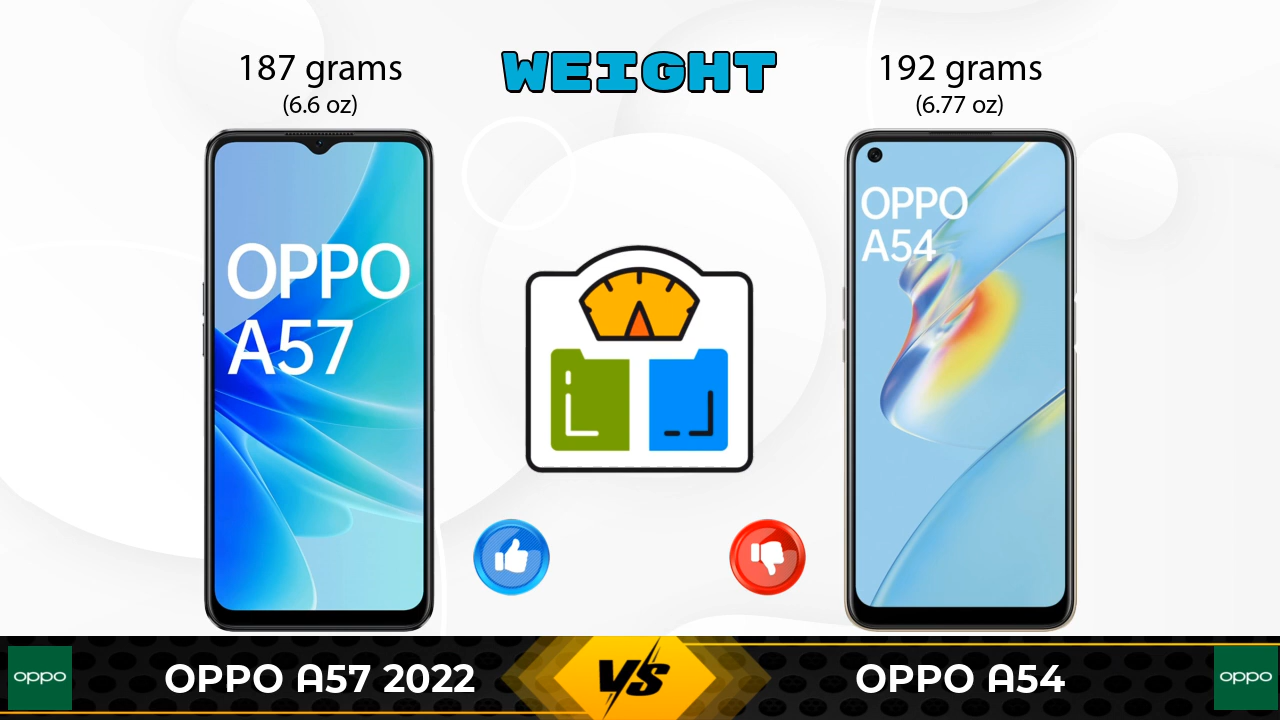 187 grams
(6.6 oz)
WEIGHT
192 grams
(6.77 oz)
OPPO
A57
OPPO
A54
oppo
OPPO A57 2022
VS
OPPO A54
oppo